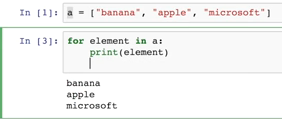 In [1]: a = ["banana", "apple", "microsoft"]
In [3]: for element in a:
print(element)
banana
apple
microsoft